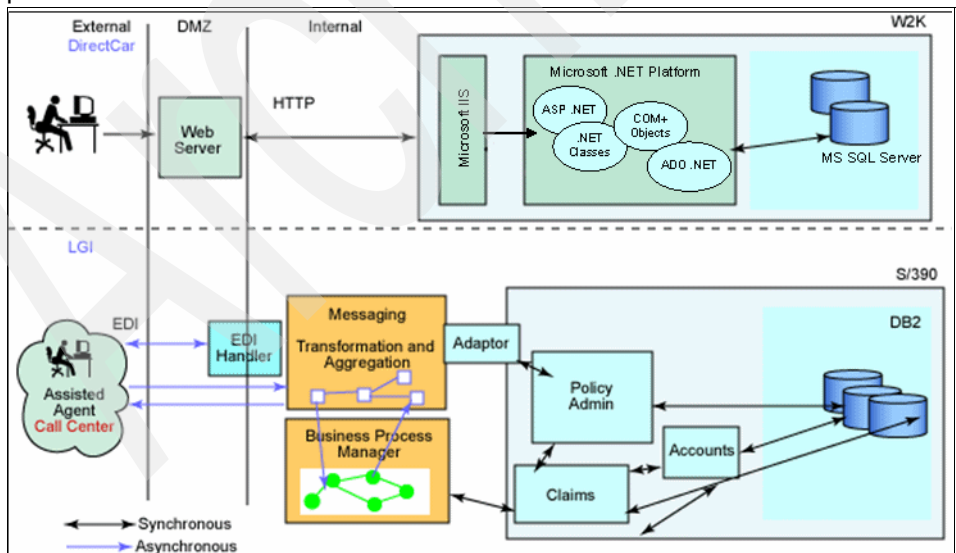 External
DMZ
Internal
W2K
DirectCar
HTTP
Web
Server
Microsoft IIS
Microsoft .NET Platform
ASP .NET
.NET
Classes
COM+
Objects
ADO .NET
MS SQL Server
LGI
S/390
EDI
EDI
Handler
Messaging
Transformation and
Aggregation
Adaptor
DB2
Assisted
Agent
Call Center
Policy
Admin
Business Process
Manager
Accounts
Claims
Synchronous
Asynchronous